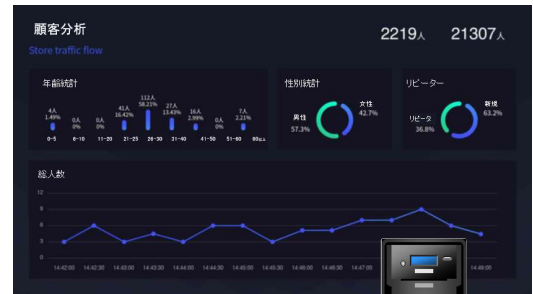 顧客分析
2219人 21307人
Store traffic flow
年齢統計
4人 0人 0人 41人 112人 27人 16人 0人 7人
1.49% 0% 0% 16.42% 58.21% 13.43% 2.99% 0% 2.21%
0-5 6-10 11-20 21-25 26-30 31-40 41-50 51-60 60以上
性別統計
男性
57.3%
女性
42.7%
リピーター
リピータ
36.8%
新規
63.2%
総人数
12
9
6
3
0
14:42:00 14:42:30 14:43:00 14:43:30 14:44:00 14:44:30 14:45:00 14:45:30 14:46:00 14:46:30 14:47:00 14:49:00